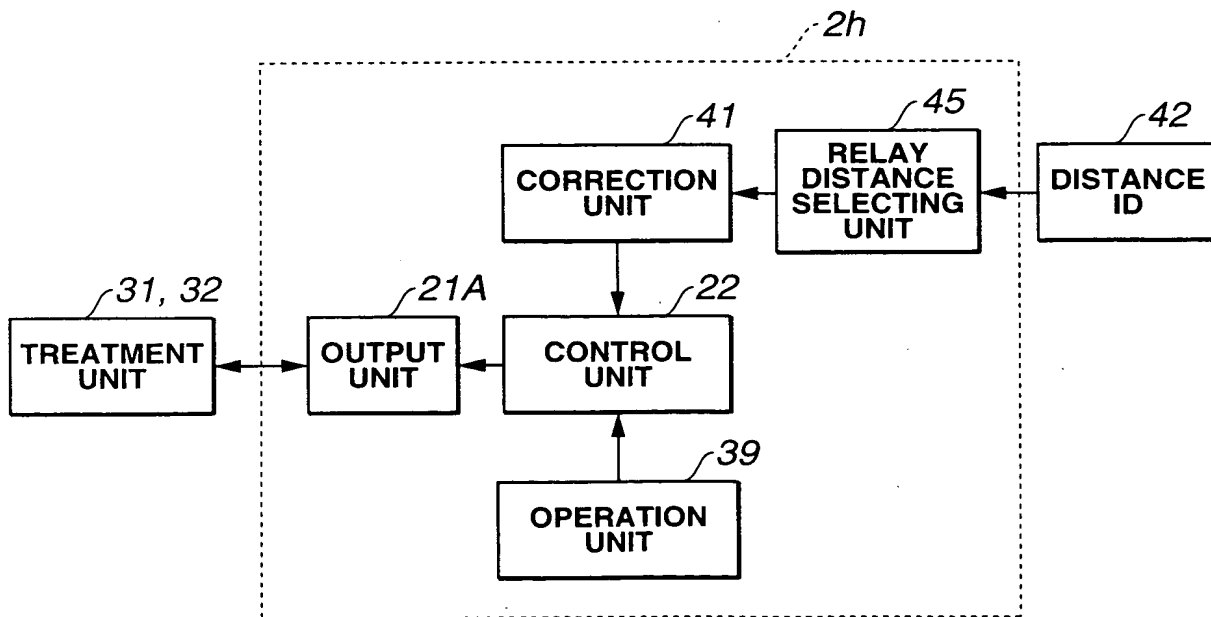 2h
41
45
42
CORRECTION
UNIT
RELAY
DISTANCE
SELECTING
UNIT
DISTANCE
ID
31, 32
21A
22
TREATMENT
UNIT
OUTPUT
UNIT
CONTROL
UNIT
39
OPERATION
UNIT